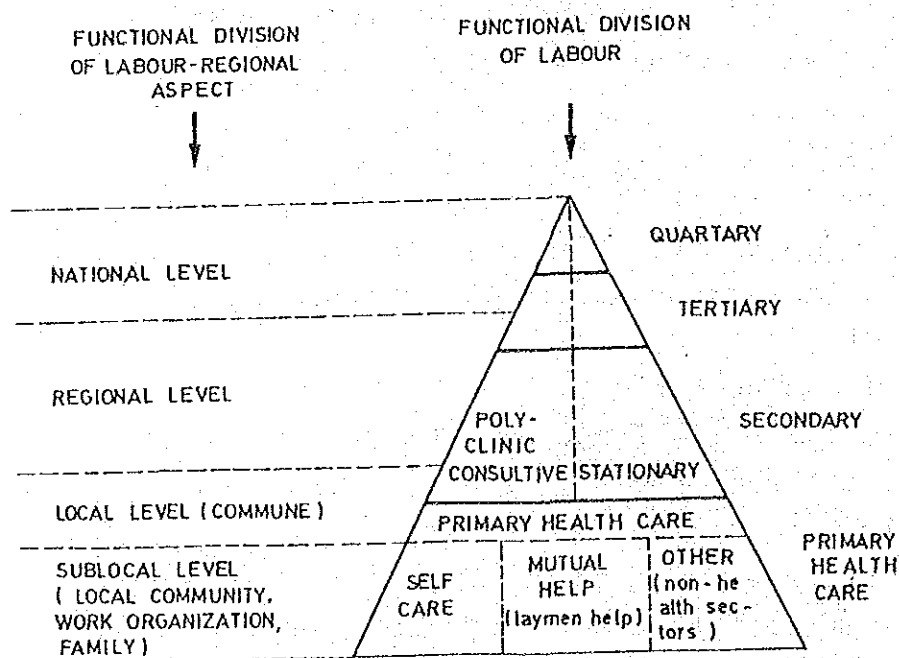 FUNCTIONAL DIVISION
OF LABOUR-REGIONAL
ASPECT
FUNCTIONAL DIVISION
OF LABOUR
QUARTARY
NATIONAL LEVEL
TERTIARY
REGIONAL LEVEL
SECONDARY
POLY-
CLINIC
CONSULTIVE STATIONARY
LOCAL LEVEL (COMMUNE)
PRIMARY HEALTH CARE
SUBLOCAL LEVEL
( LOCAL COMMUNITY,
WORK ORGANIZATION,
FAMILY )
SELF
CARE
MUTUAL
HELP
(laymen help)
OTHER
(non-he
alth sec-
tors )
PRIMARY
HEALTH
CARE